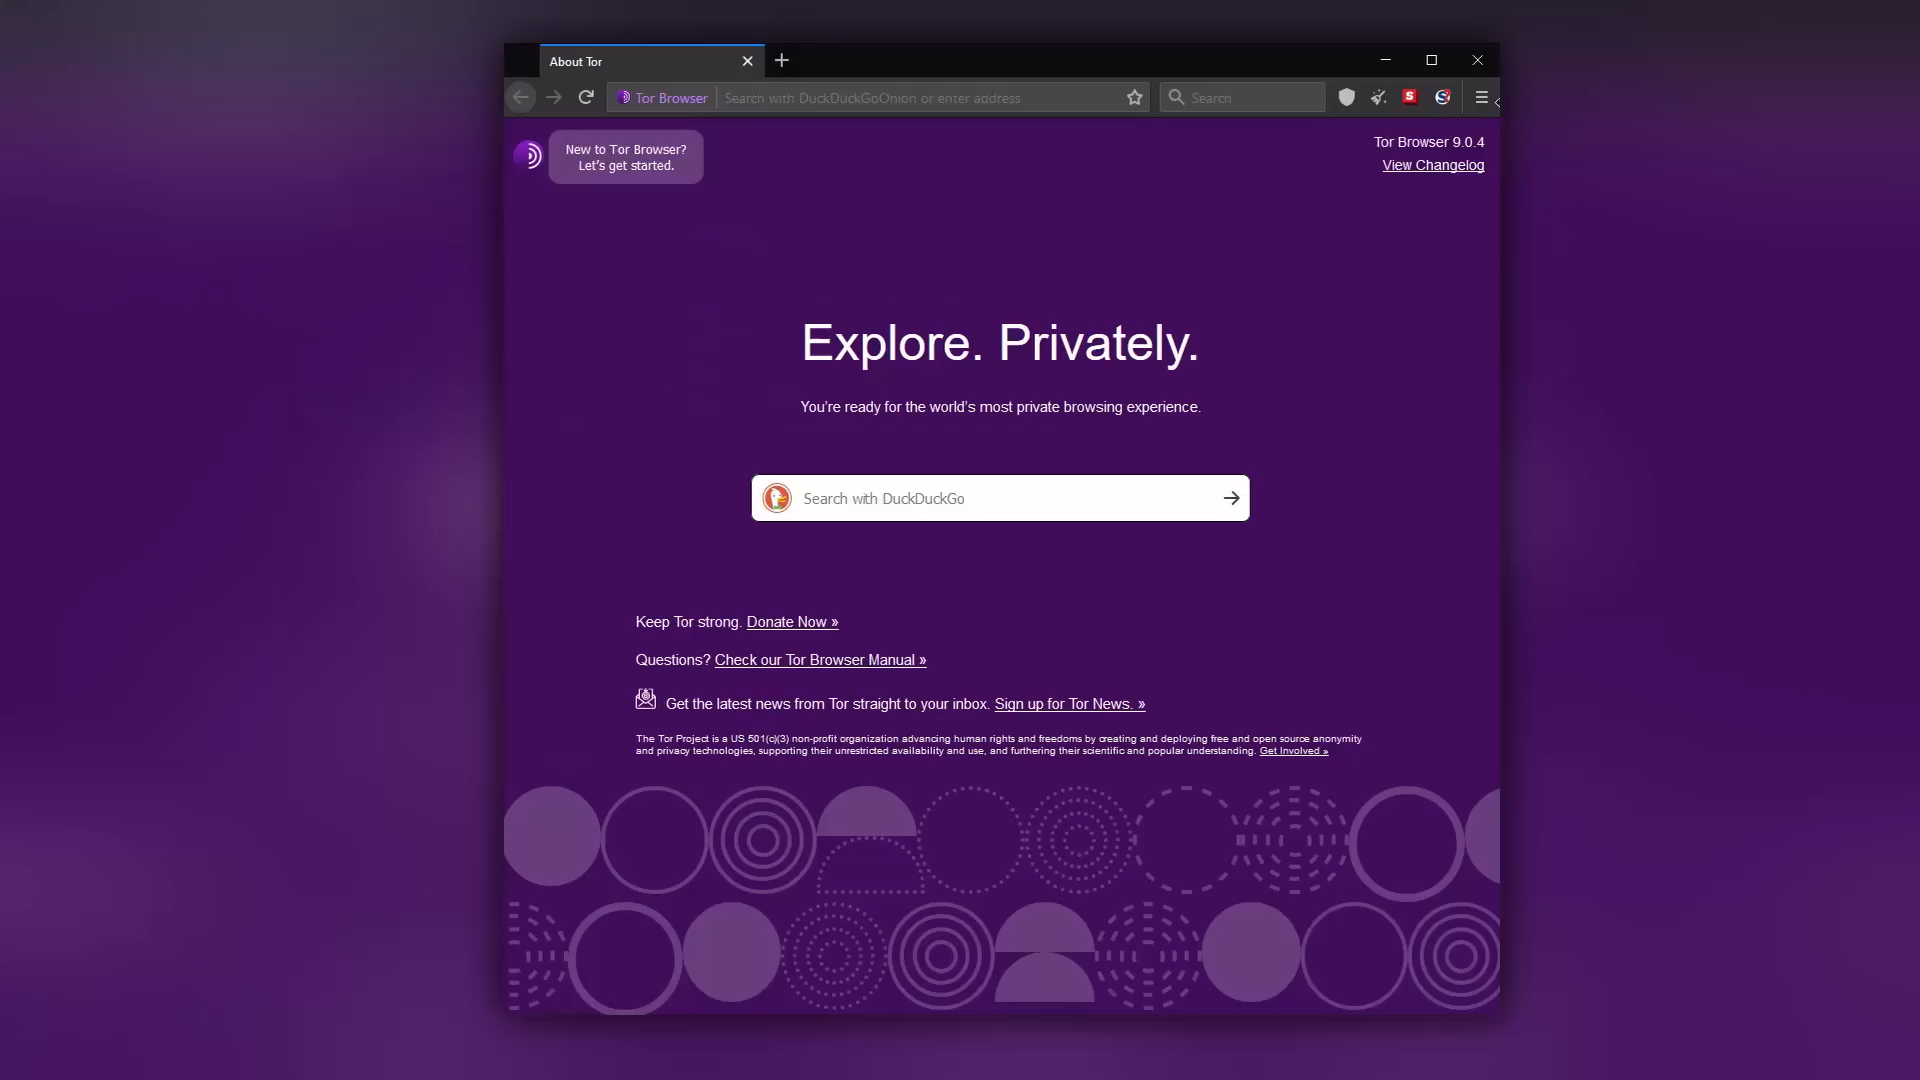 About Tor
Tor Browser
Search with DuckDuckGoOnion or enter address
Search
S
New to Tor Browser?
Let's get started.
Tor Browser 9.0.4
View Changelog
Explore. Privately.
You're ready for the world's most private browsing experience.
Search with DuckDuckGo
Keep Tor strong. Donate Now »
Questions? Check our Tor Browser Manual »
Get the latest news from Tor straight to your inbox. Sign up for Tor News. »
The Tor Project is a US 501(c)(3) non-profit organization advancing human rights and freedoms by creating and deploying free and open source anonymity
and privacy technologies, supporting their unrestricted availability and use, and furthering their scientific and popular understanding. Get Involved »